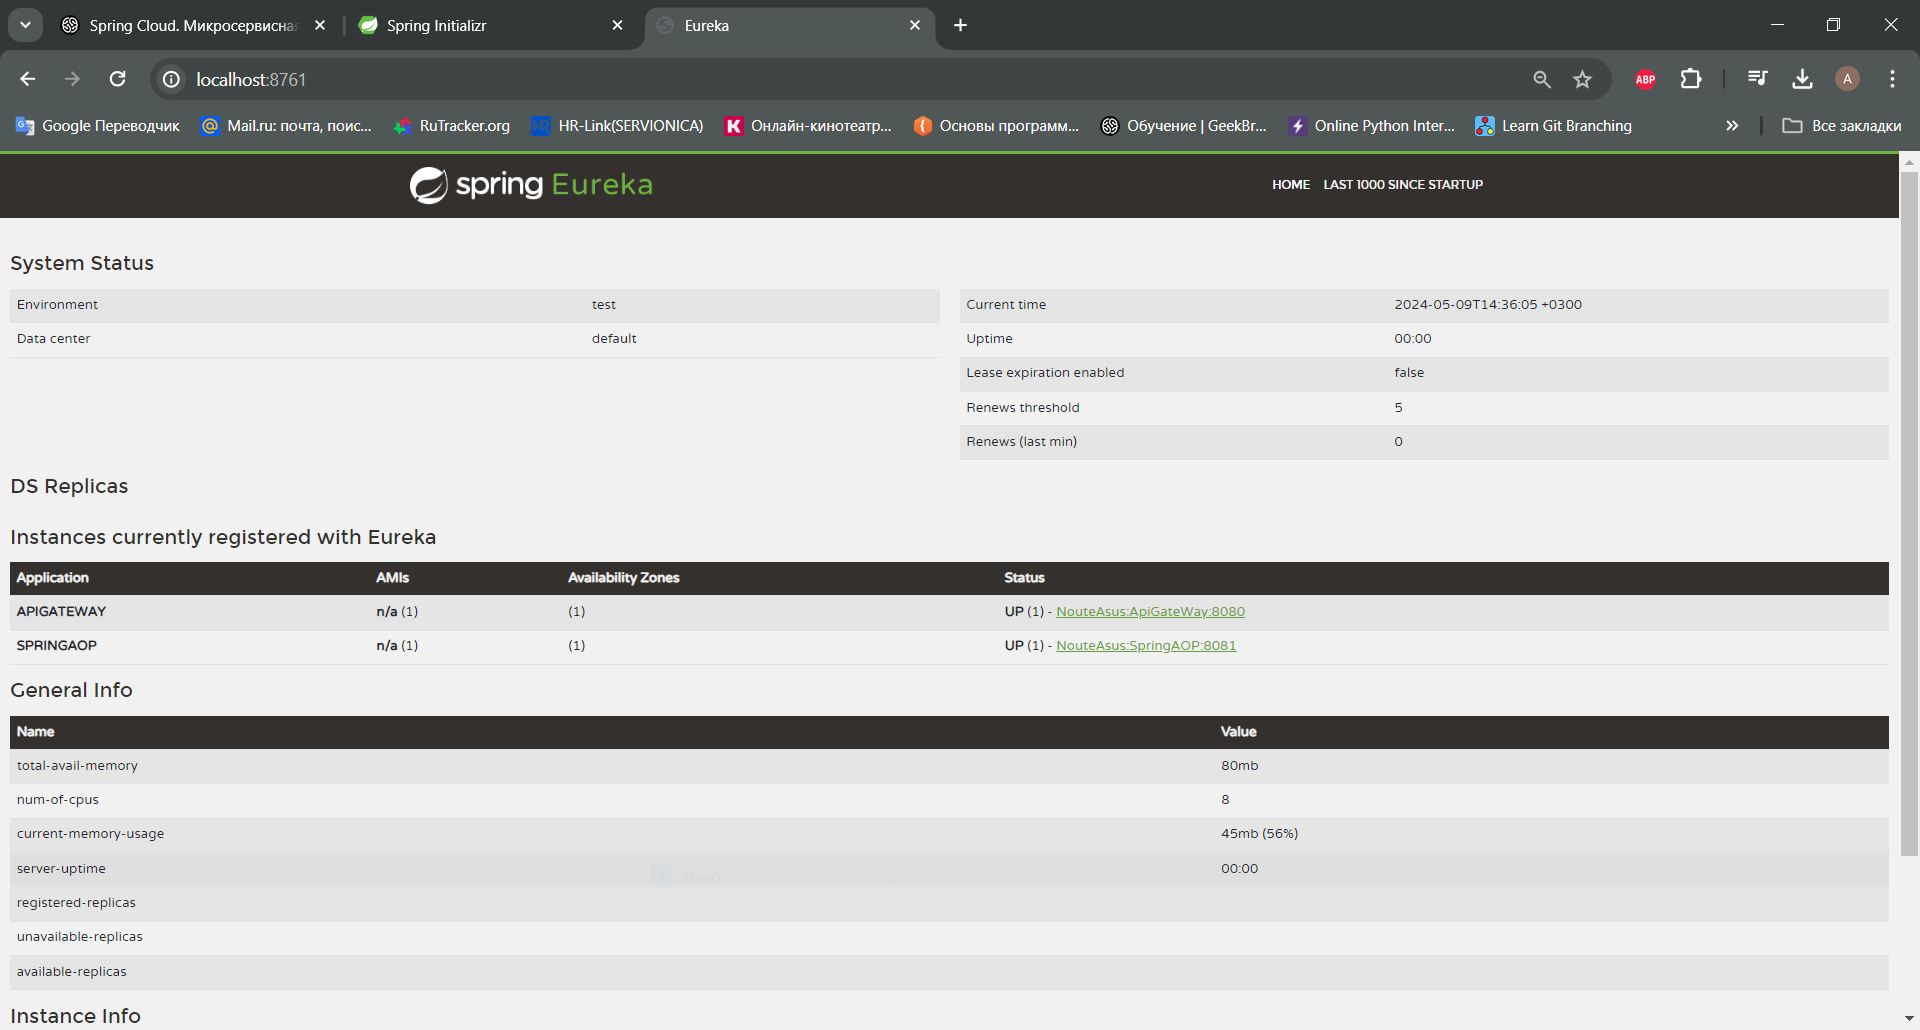 Spring Cloud. Микросервисная
Spring Initializr
Eureka
localhost:8761
ABP
A
Google Переводчик
Mail.ru: почта, поис...
RuTracker.org
HR-Link(SERVIONICA)
Онлайн-кинотеатр...
Основы программ...
Обучение | GeekBr...
Online Python Inter...
Learn Git Branching
Все закладки
spring Eureka
HOME LAST 1000 SINCE STARTUP
System Status
Environment test
Data center default
Current time 2024-05-09T14:36:05 +0300
Uptime 00:00
Lease expiration enabled false
Renews threshold 5
Renews (last min) 0
DS Replicas
Instances currently registered with Eureka
Application AMIs Availability Zones Status
APIGATEWAY n/a (1) (1) UP (1) - NouteAsus:ApiGateWay:8080
SPRINGAOP n/a (1) (1) UP (1) - NouteAsus:SpringAOP:8081
General Info
Name Value
total-avail-memory 80mb
num-of-cpus 8
current-memory-usage 45mb (56%)
server-uptime 00:00
Окно
registered-replicas
unavailable-replicas
available-replicas
Instance Info